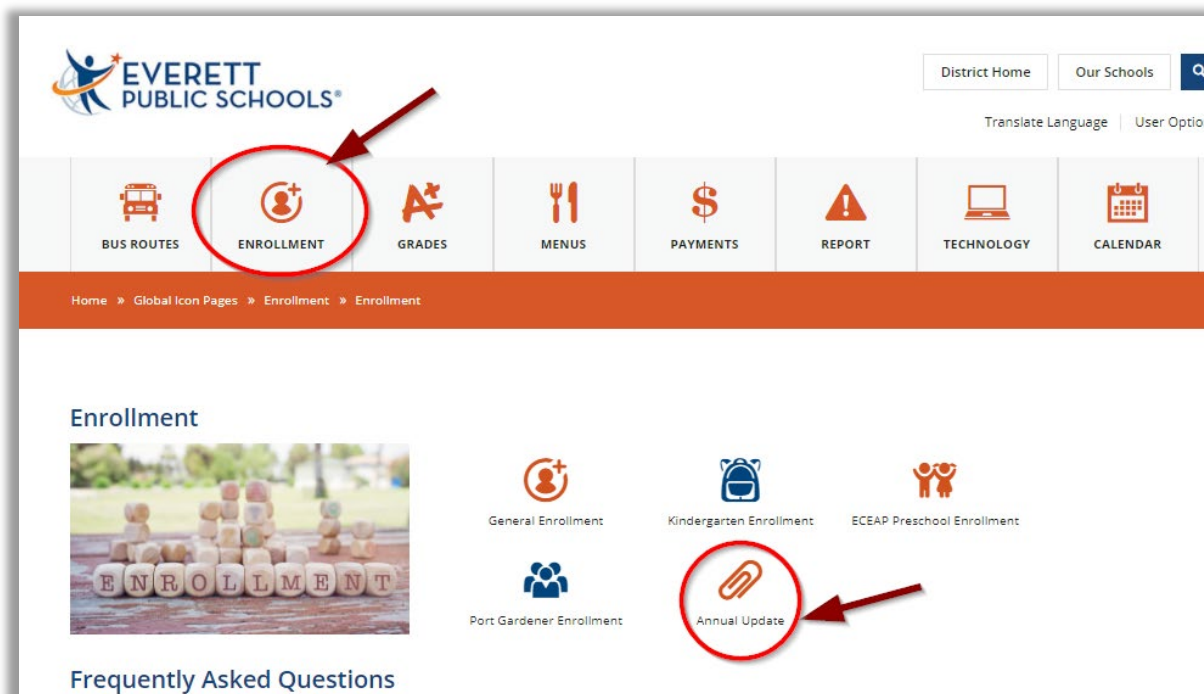 EVERETT
PUBLIC SCHOOLS®
District Home
Our Schools
Translate Language
User Optio
BUS ROUTES
ENROLLMENT
GRADES
MENUS
PAYMENTS
REPORT
TECHNOLOGY
CALENDAR
Home » Global Icon Pages » Enrollment » Enrollment
Enrollment
ENROLLMENT
General Enrollment
Kindergarten Enrollment
ECEAP Preschool Enrollment
Port Gardener Enrollment
Annual Update
Frequently Asked Questions